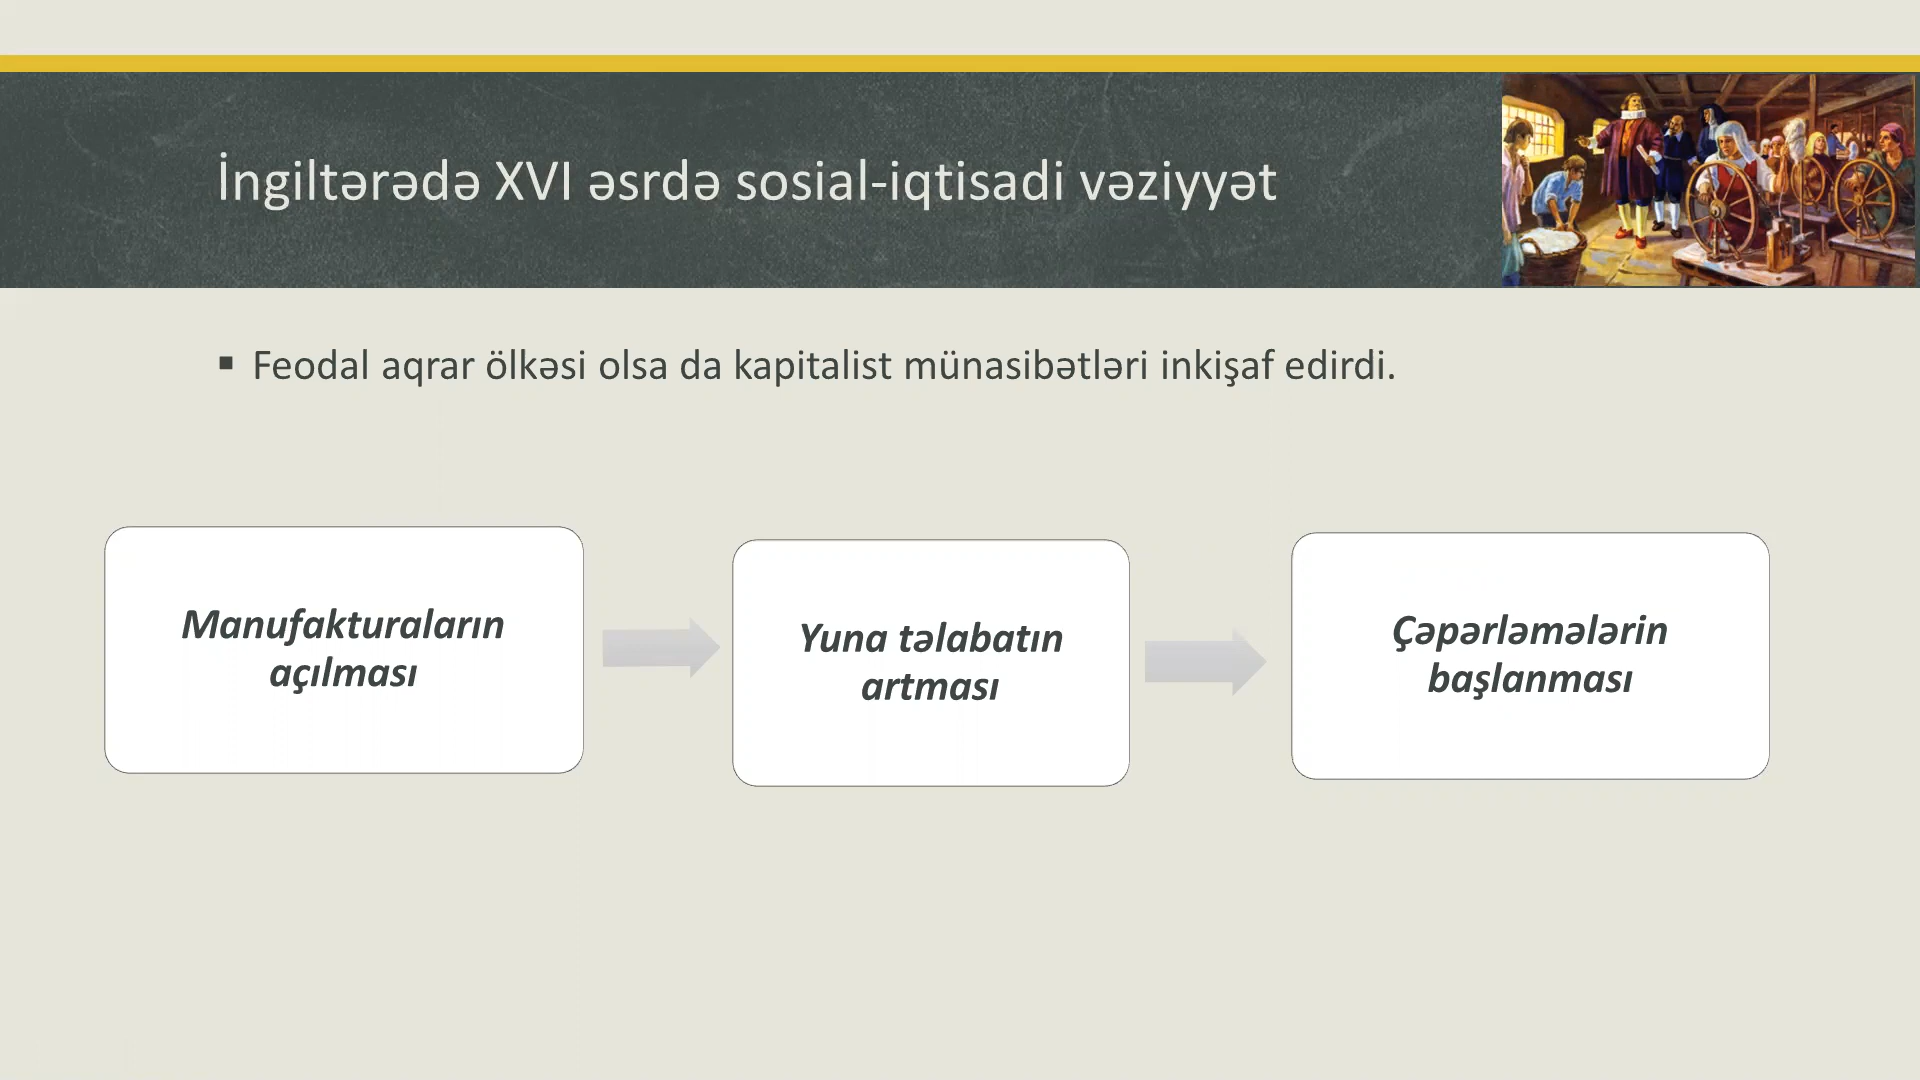 İngiltərədə XVI əsrdə sosial-iqtisadi vəziyyət
▪ Feodal aqrar ölkəsi olsa da kapitalist münasibətləri inkişaf edirdi.
Manufakturaların
açılması
Yuna tələbatın
artması
Çəpərləmələrin
başlanması